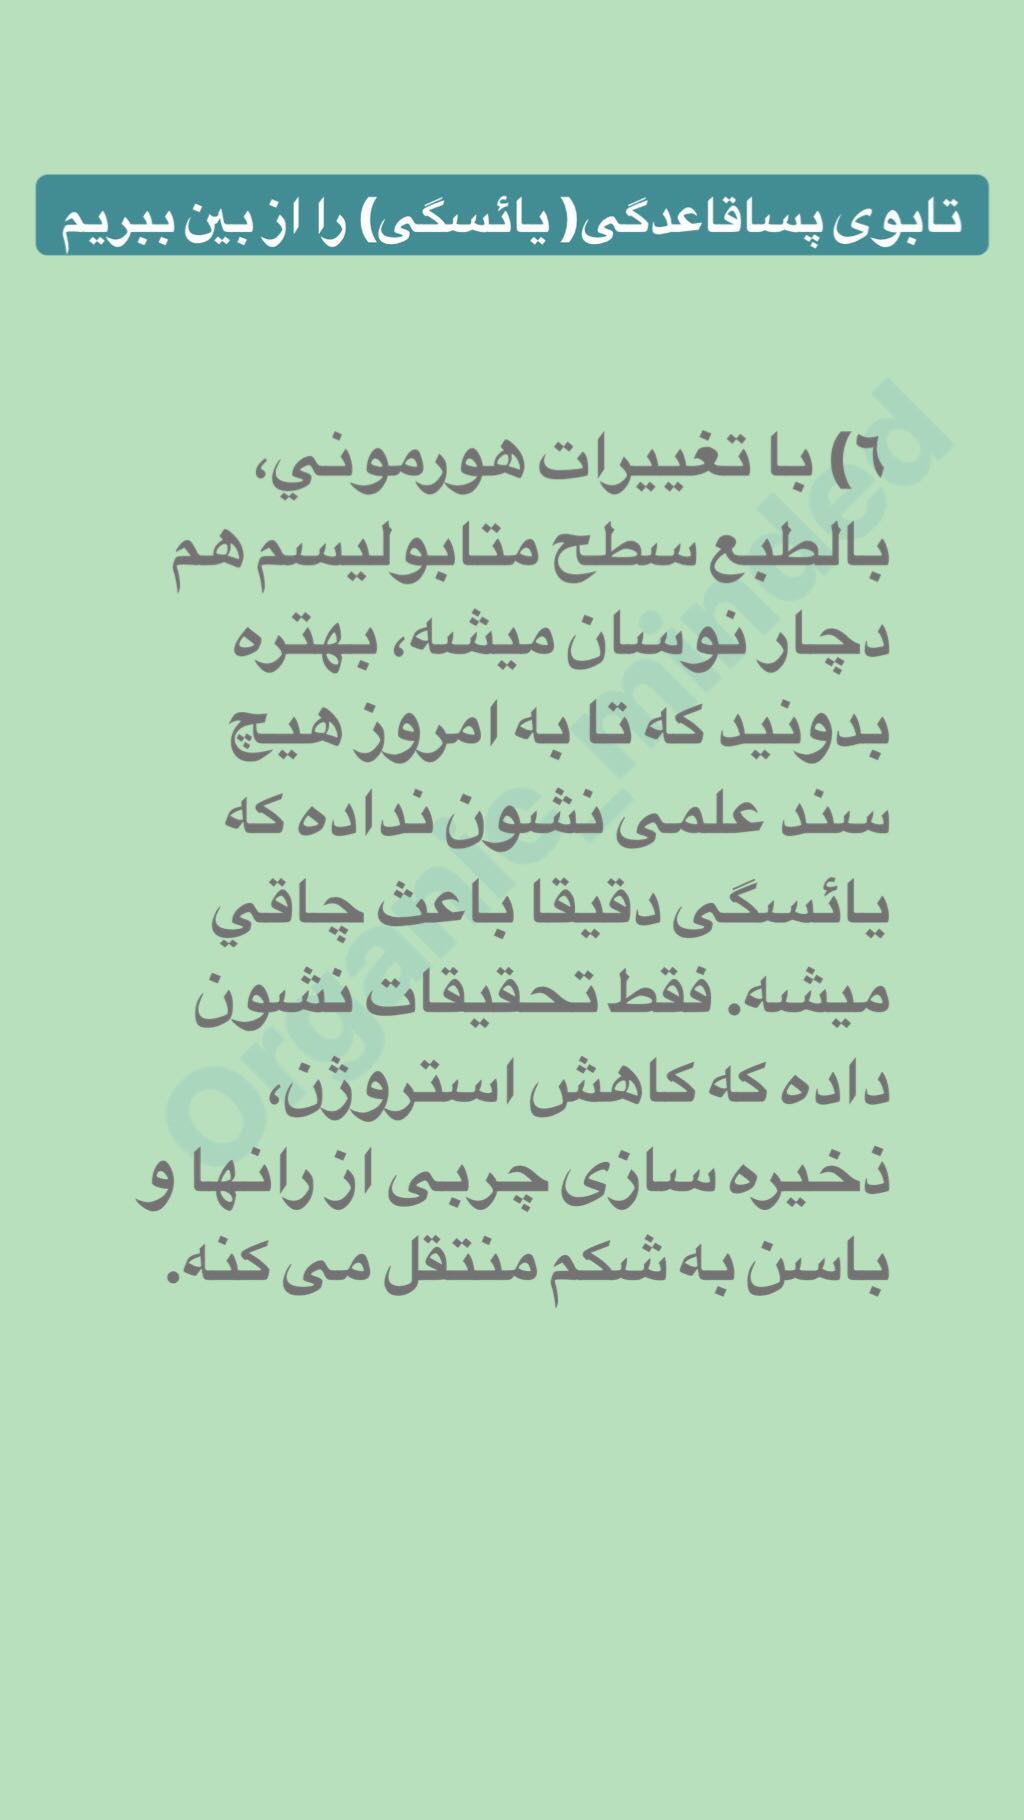 تابوی پساقاعدگی( یائسگی) را از بین ببریم
٦) با تغییرات هورموني،
بالطبع سطح متابولیسم هم
دچار نوسان میشه، بهتره
بدونید که تا به امروز هیچ
سند علمی نشون نداده که
یائسگی دقیقا باعث چاقي
میشه. فقط تحقیقات نشون
داده که کاهش استروژن،
ذخیره سازی چربی از رانها و
باسن به شکم منتقل می کنه.
Organic_minded